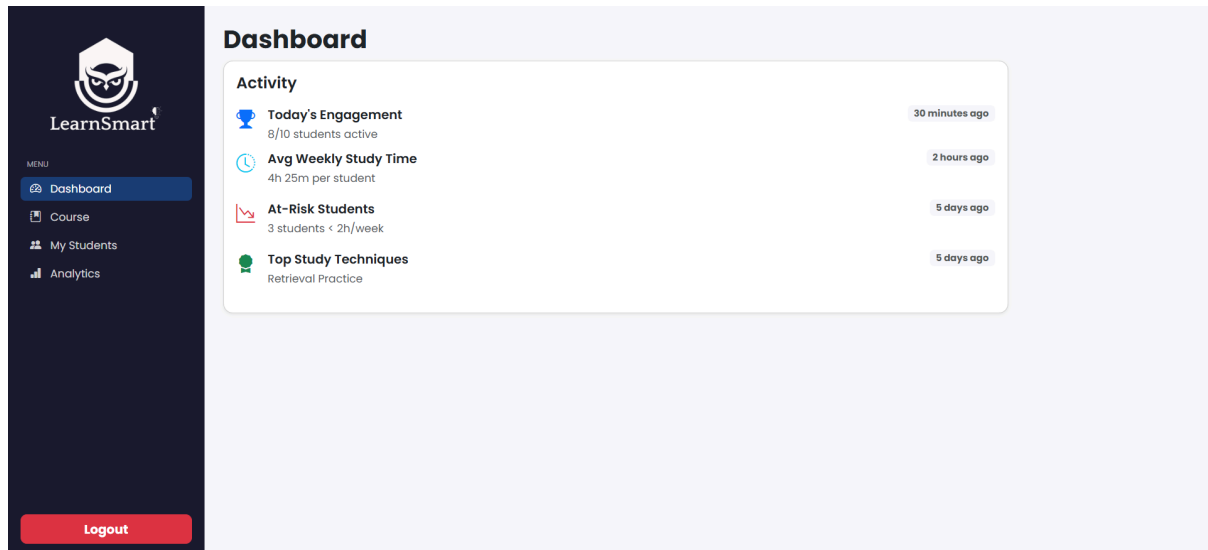 LearnSmart
MENU
Dashboard
Course
My Students
Analytics
Logout
Dashboard
Activity
Today's Engagement
30 minutes ago
8/10 students active
Avg Weekly Study Time
2 hours ago
4h 25m per student
At-Risk Students
5 days ago
3 students < 2h/week
Top Study Techniques
5 days ago
Retrieval Practice